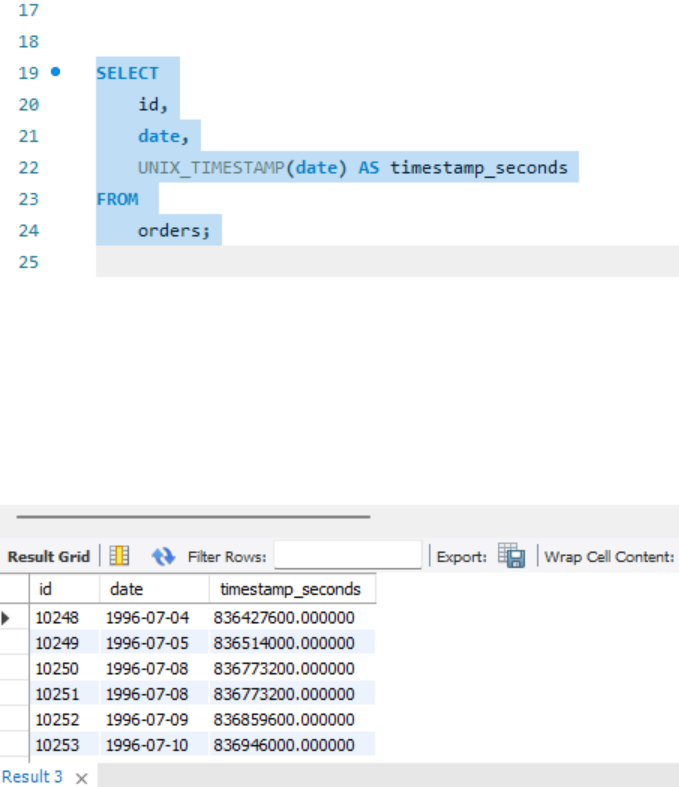 17
18
19 SELECT
20 id,
21 date,
22 UNIX_TIMESTAMP(date) AS timestamp_seconds
23 FROM
24 orders;
25
Result Grid Filter Rows: Export: Wrap Cell Content:
id date timestamp_seconds
10248 1996-07-04 836427600.000000
10249 1996-07-05 836514000.000000
10250 1996-07-08 836773200.000000
10251 1996-07-08 836773200.000000
10252 1996-07-09 836859600.000000
10253 1996-07-10 836946000.000000
Result 3 ×